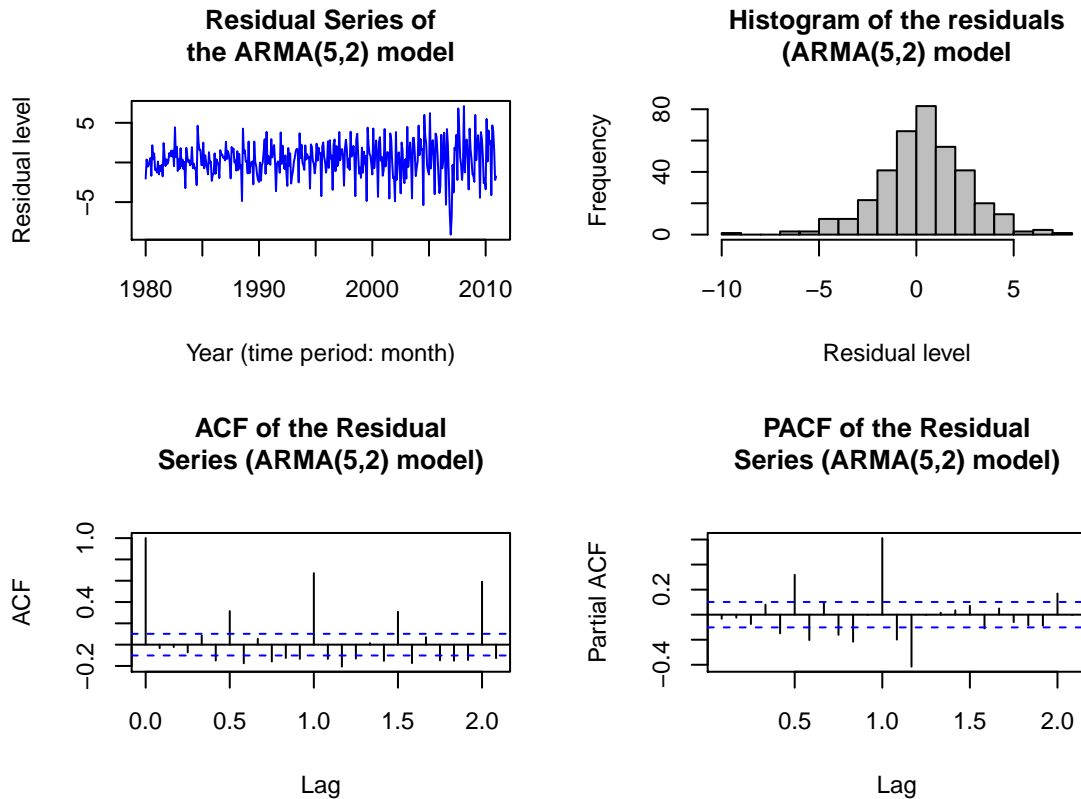 Residual Series of
the ARMA(5,2) model
Residual level
5
−5
1980
1990
2000
2010
Year (time period: month)
Histogram of the residuals
(ARMA(5,2) model
Frequency
80
40
0
−10
−5
0
5
Residual level
ACF of the Residual
Series (ARMA(5,2) model)
ACF
1.0
0.4
−0.2
0.0
0.5
1.0
1.5
2.0
Lag
PACF of the Residual
Series (ARMA(5,2) model)
Partial ACF
0.2
−0.4
0.5
1.0
1.5
2.0
Lag